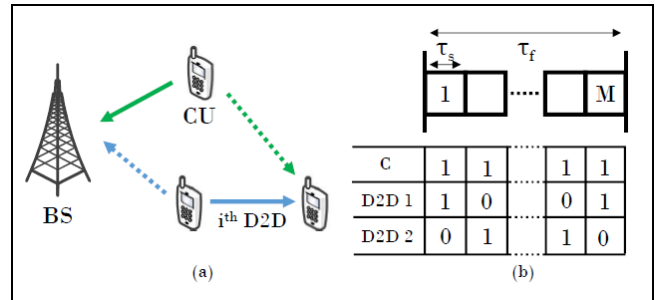 τs
τf
1 ..... M
CU
BS
ith D2D
(a)
C 1 1 1 1
D2D 1 1 0 0 1
D2D 2 0 1 1 0
(b)